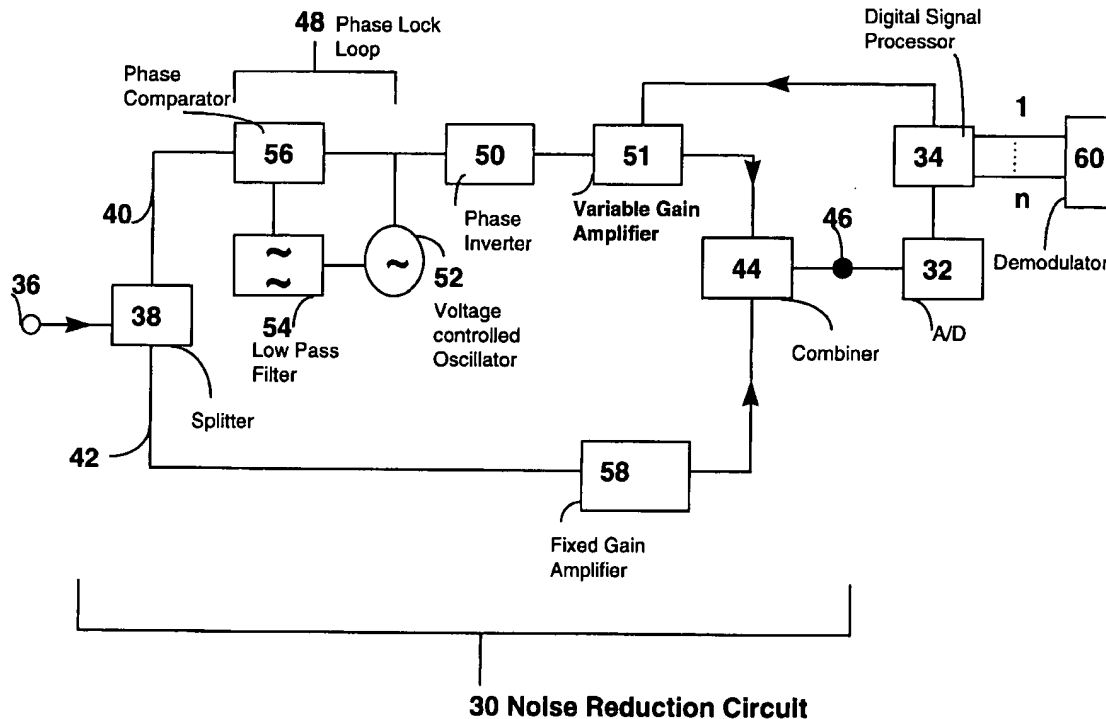 48 Phase Lock
Loop
Digital Signal
Processor
Phase
Comparator
1
56
50
51
34
60
n
40
Phase
Inverter
Variable Gain
Amplifier
46
36
38
~
~
~
52
44
32
Demodulator
54
Low Pass
Filter
Voltage
controlled
Oscillator
Combiner
A/D
Splitter
42
58
Fixed Gain
Amplifier
30 Noise Reduction Circuit